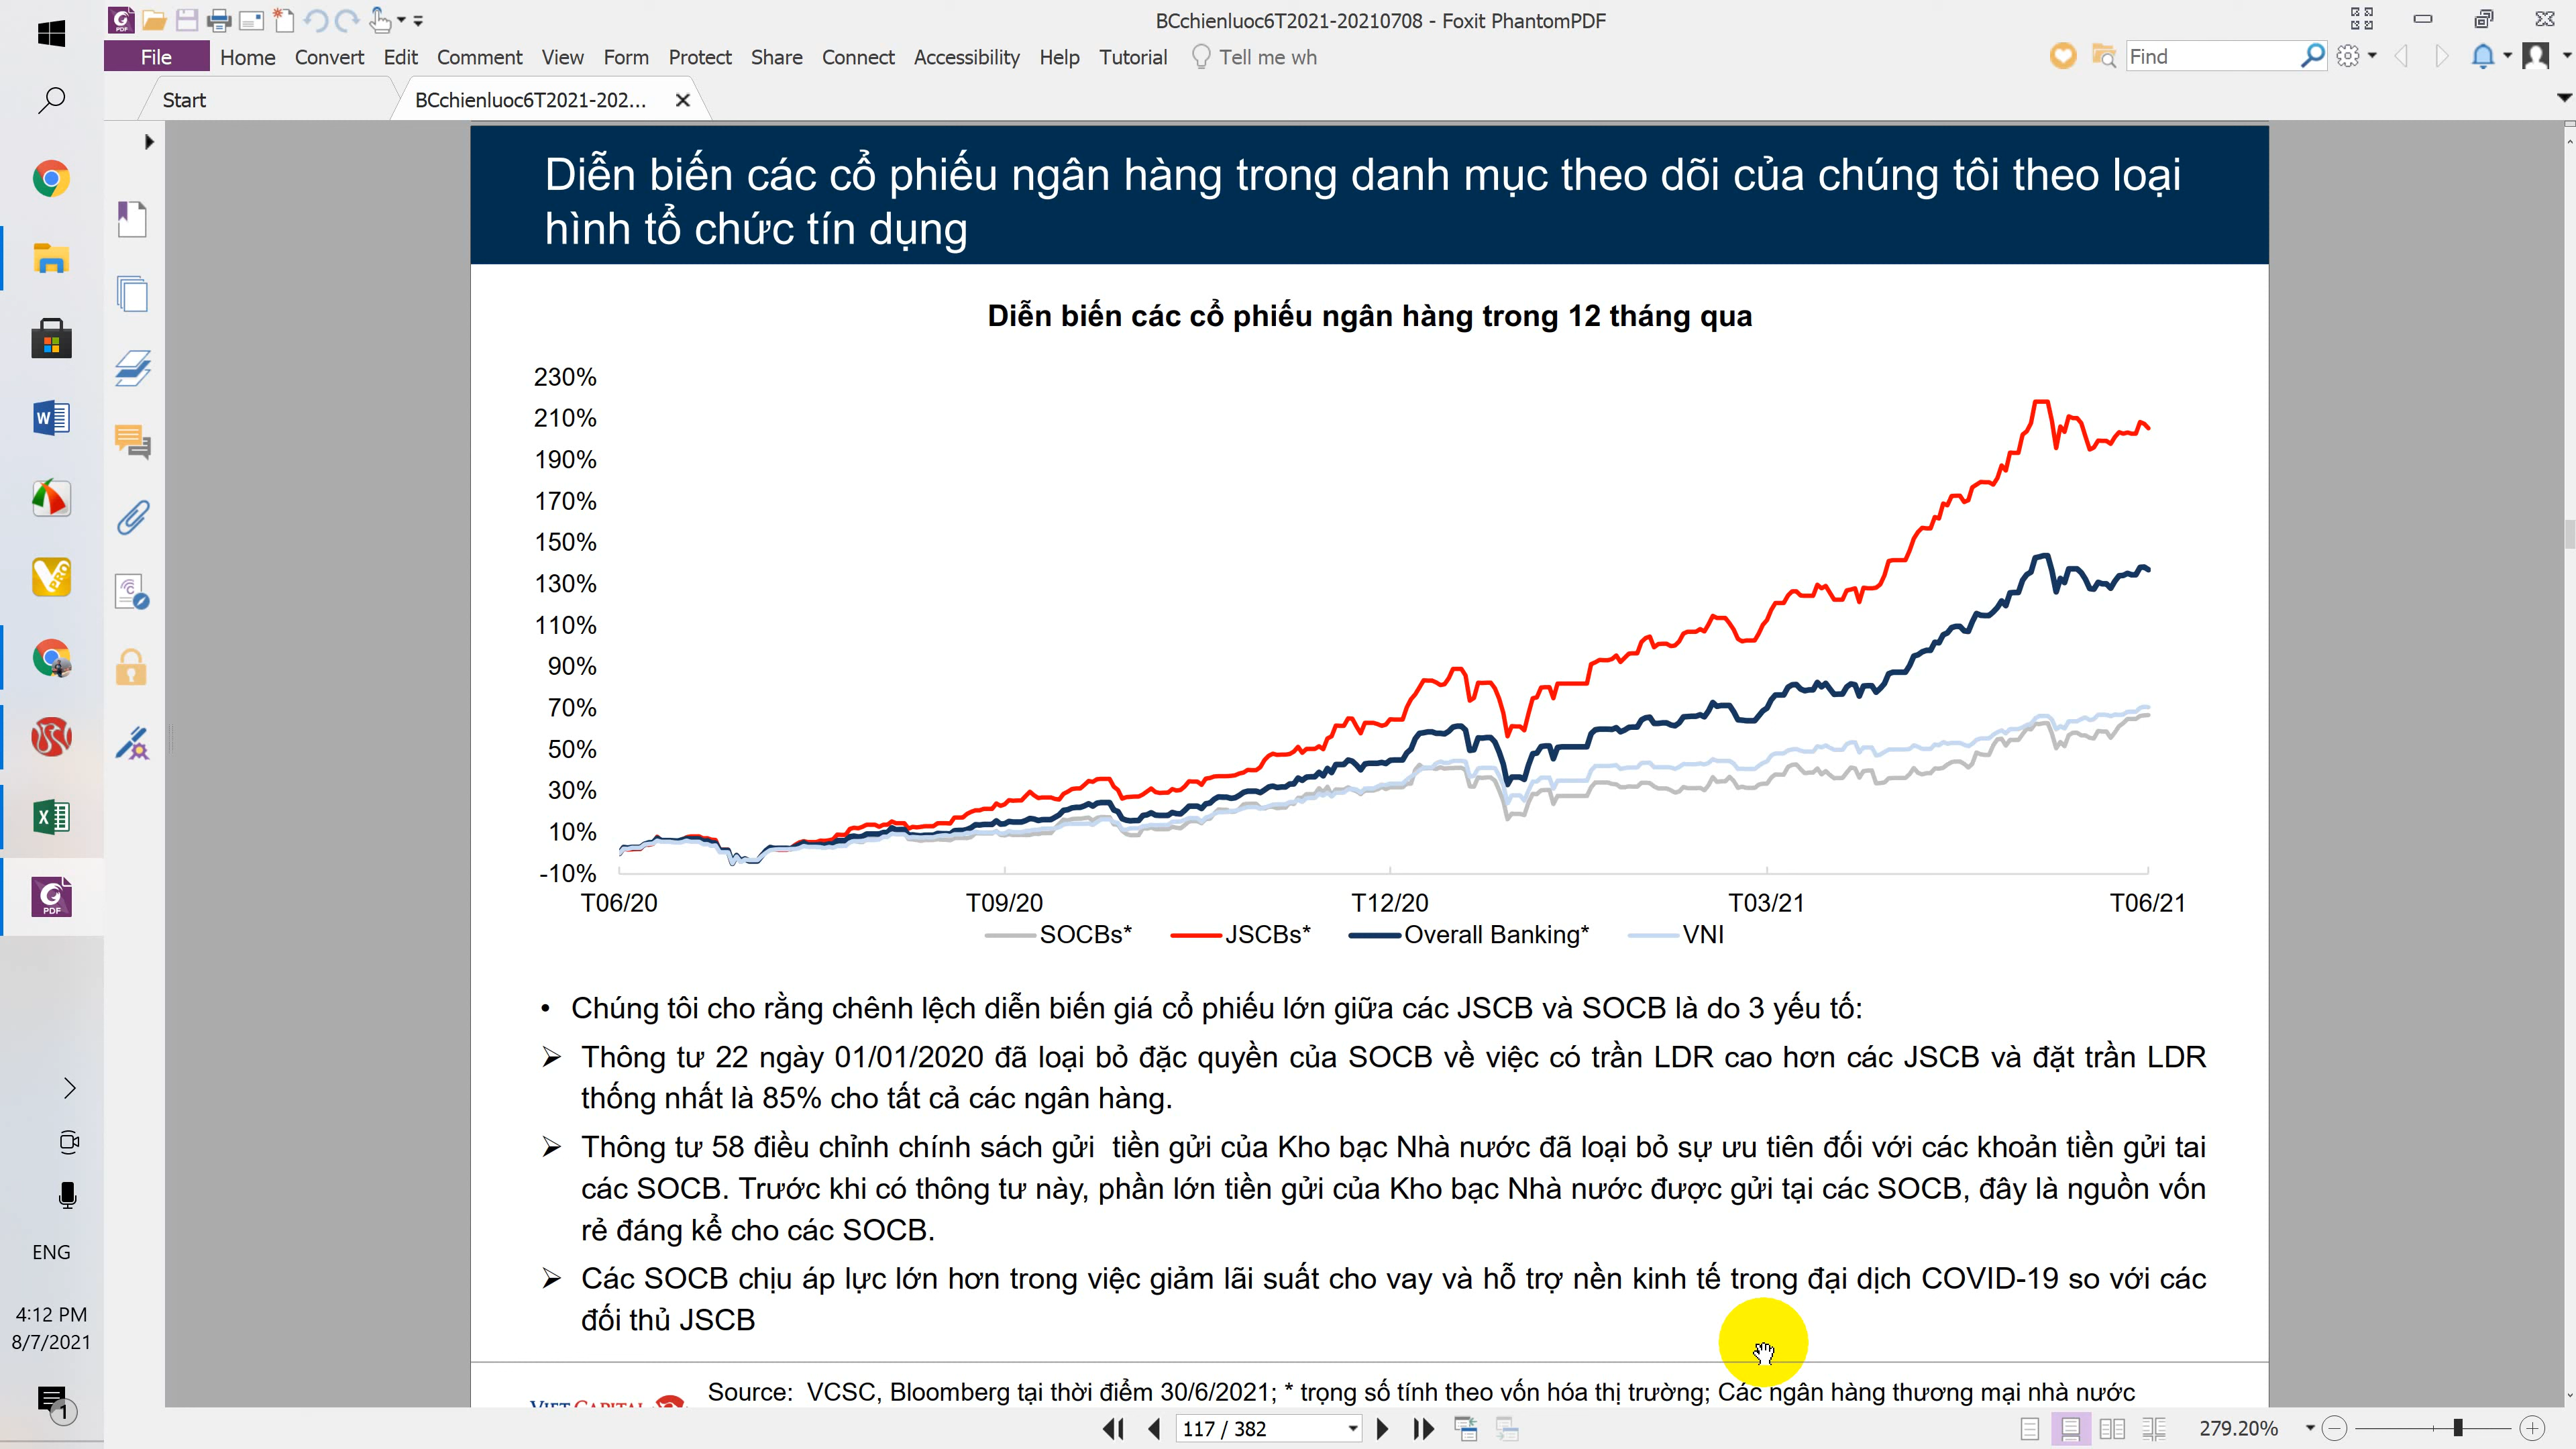 BCchienluoc6T2021-20210708 - Foxit PhantomPDF
File Home Convert Edit Comment View Form Protect Share Connect Accessibility Help Tutorial Tell me wh Find
Start BCchienluoc6T2021-202...
Diễn biến các cổ phiếu ngân hàng trong danh mục theo dõi của chúng tôi theo loại
hình tổ chức tín dụng
Diễn biến các cổ phiếu ngân hàng trong 12 tháng qua
230%
210%
190%
170%
150%
130%
110%
90%
70%
50%
30%
10%
-10%
T06/20 T09/20 T12/20 T03/21 T06/21
SOCBs* JSCBs* Overall Banking* VNI
• Chúng tôi cho rằng chênh lệch diễn biến giá cổ phiếu lớn giữa các JSCB và SOCB là do 3 yếu tố:
➢ Thông tư 22 ngày 01/01/2020 đã loại bỏ đặc quyền của SOCB về việc có trần LDR cao hơn các JSCB và đặt trần LDR
thống nhất là 85% cho tất cả các ngân hàng.
➢ Thông tư 58 điều chỉnh chính sách gửi tiền gửi của Kho bạc Nhà nước đã loại bỏ sự ưu tiên đối với các khoản tiền gửi tai
các SOCB. Trước khi có thông tư này, phần lớn tiền gửi của Kho bạc Nhà nước được gửi tại các SOCB, đây là nguồn vốn
rẻ đáng kể cho các SOCB.
➢ Các SOCB chịu áp lực lớn hơn trong việc giảm lãi suất cho vay và hỗ trợ nền kinh tế trong đại dịch COVID-19 so với các
đối thủ JSCB
Source: VCSC, Bloomberg tại thời điểm 30/6/2021; * trọng số tính theo vốn hóa thị trường; Các ngân hàng thương mại nhà nước
VIET CAPITAL
117 / 382
279.20%
ENG
4:12 PM
8/7/2021
1